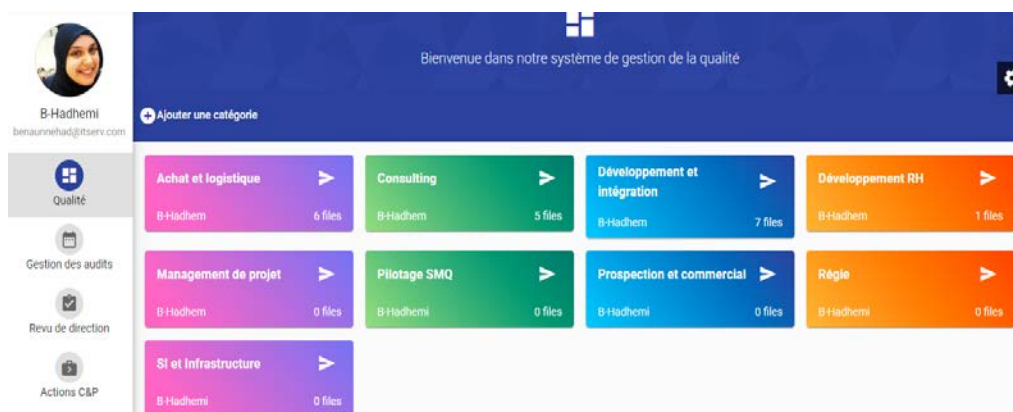 Bienvenue dans notre système de gestion de la qualité
B-Hadhemi
benaunnehad@itserv.com
Ajouter une catégorie
Qualité
Gestion des audits
Revu de direction
Actions C&P
Achat et logistique
B-Hadhem
6 files
Consulting
B-Hadhem
5 files
Développement et
intégration
B-Hadhem
7 files
Développement RH
B-Hadhem
1 files
Management de projet
B-Hadhem
0 files
Pilotage SMQ
B-Hadhemi
0 files
Prospection et commercial
B-Hadhemi
0 files
Régie
B-Hadhemi
0 files
SI et Infrastructure
B-Hadhemi
0 files